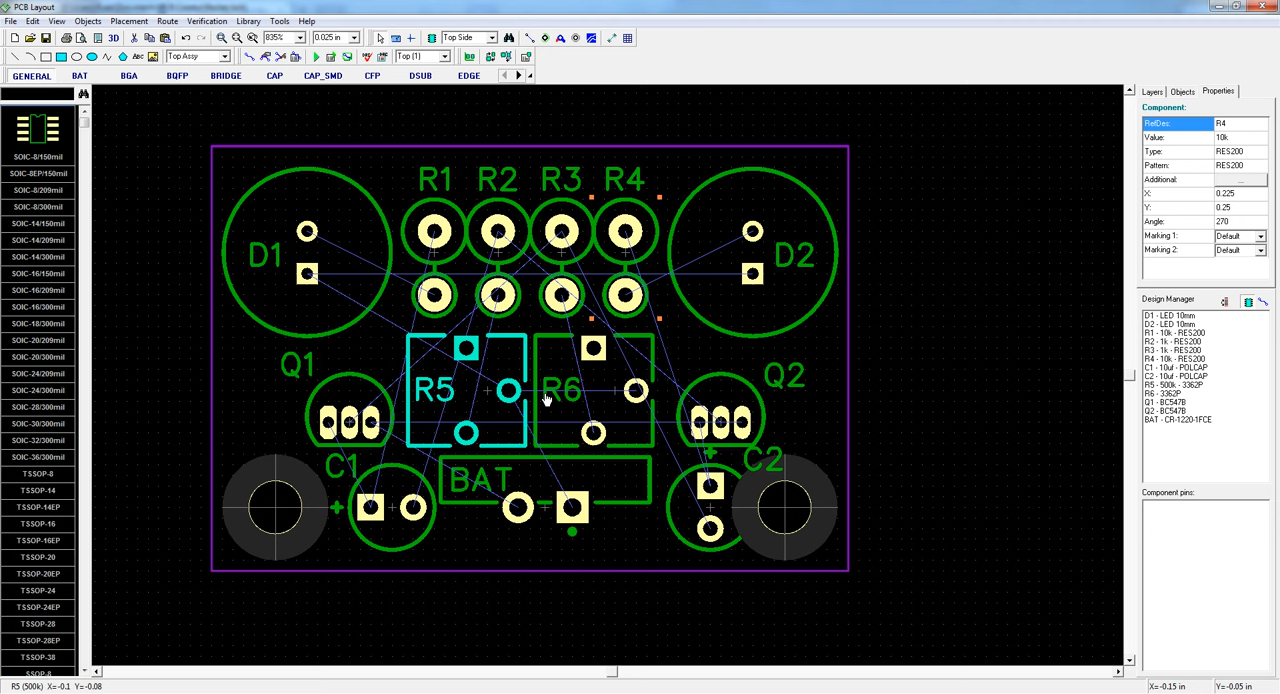 PCB Layout
File Edit View Objects Placement Route Verification Library Tools Help
3D 835% 0.025 in Top Side
Abc Top Assy Top (1)
GENERAL BAT BGA BQFP BRIDGE CAP CAP_SMD CFP DSUB EDGE
SOIC-8/150mil
SOIC-8EP/150mil
SOIC-8/209mil
SOIC-8/300mil
SOIC-14/150mil
SOIC-14/209mil
SOIC-14/300mil
SOIC-16/150mil
SOIC-16/209mil
SOIC-16/300mil
SOIC-18/300mil
SOIC-20/209mil
SOIC-20/300mil
SOIC-24/209mil
SOIC-24/300mil
SOIC-28/300mil
SOIC-30/300mil
SOIC-32/300mil
SOIC-36/300mil
TSSOP-8
TSSOP-14
TSSOP-14EP
TSSOP-16
TSSOP-16EP
TSSOP-20
TSSOP-20EP
TSSOP-24
TSSOP-24EP
TSSOP-28
TSSOP-28EP
TSSOP-38
SSOP-8
R1 R2 R3 R4
D1 D2
Q1 Q2
R5 R6
C1 BAT C2
Layers Objects Properties
Component:
RefDes: R4
Value: 10k
Type: RES200
Pattern: RES200
Additional: ...
X: 0.225
Y: 0.25
Angle: 270
Marking 1: Default
Marking 2: Default
Design Manager
D1 - LED 10mm
D2 - LED 10mm
R1 - 10k - RES200
R2 - 1k - RES200
R3 - 1k - RES200
R4 - 10k - RES200
C1 - 10uf - POLCAP
C2 - 10uf - POLCAP
R5 - 500k - 3362P
R6 - 3362P
Q1 - BC547B
Q2 - BC547B
BAT - CR-1220-1FCE
Component pins:
R5 (500k) X=-0.1 Y=-0.08
X=-0.15 in Y=-0.05 in